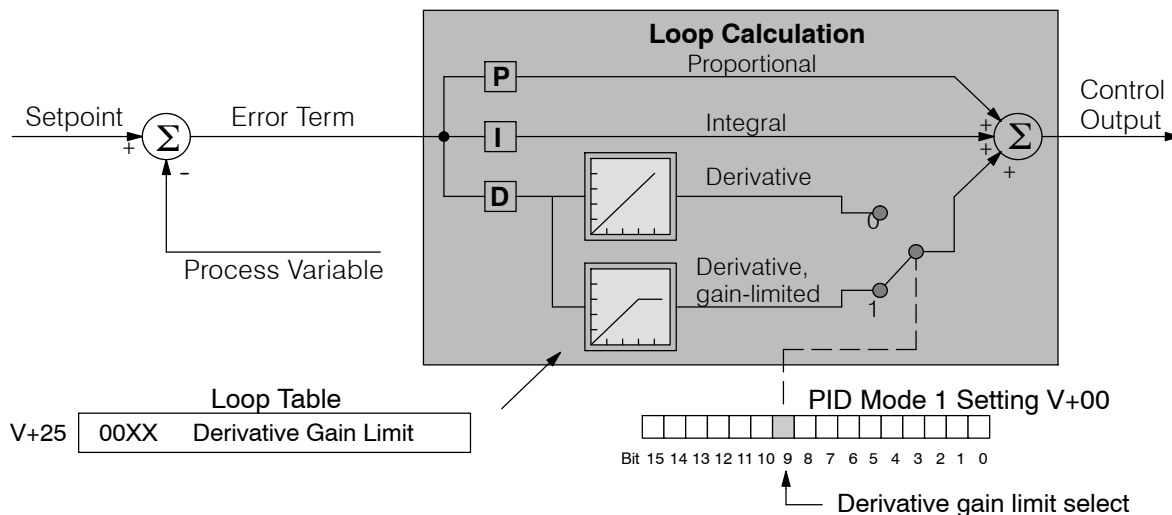 Loop Calculation
P
Proportional
Setpoint
+
Σ
-
Error Term
I
Integral
+
+
+
Σ
Control
Output
D
Derivative
0
Process Variable
Derivative,
gain-limited
1
Loop Table
V+25 00XX Derivative Gain Limit
PID Mode 1 Setting V+00
Bit 15 14 13 12 11 10 9 8 7 6 5 4 3 2 1 0
Derivative gain limit select